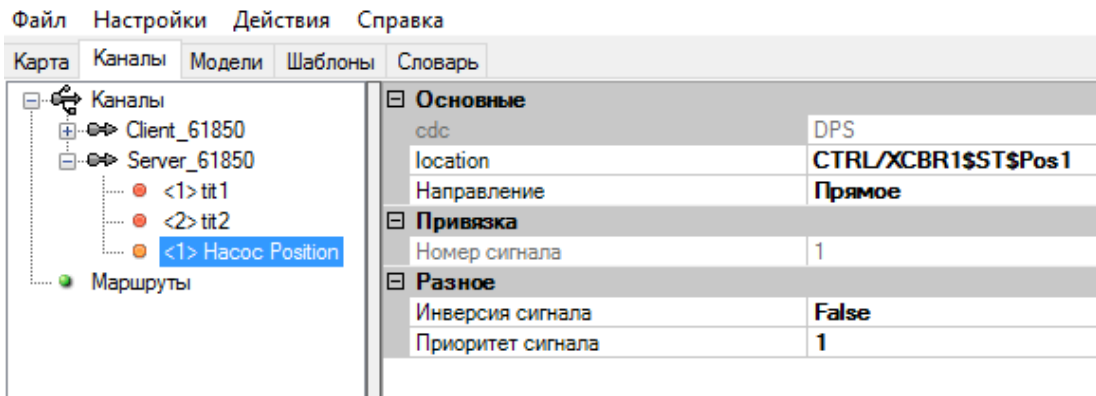 Файл Настройки Действия Справка
Карта Каналы Модели Шаблоны Словарь
Каналы
Client_61850
Server_61850
<1> tit1
<2> tit2
<1> Насос Position
Маршруты
Основные
cdc DPS
location CTRL/XCBR1$ST$Pos1
Направление Прямое
Привязка
Номер сигнала 1
Разное
Инверсия сигнала False
Приоритет сигнала 1